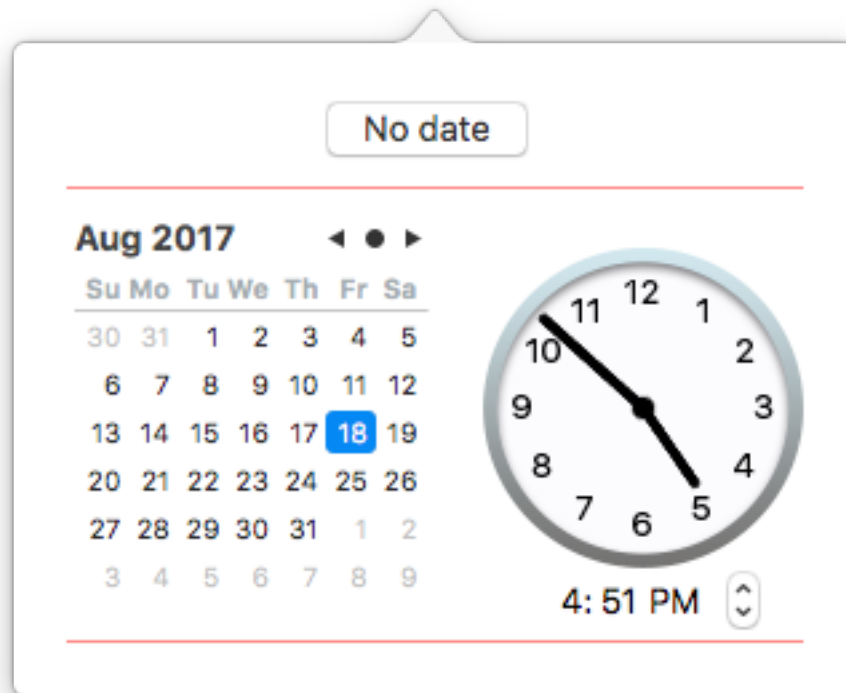 No date
Aug 2017
Su Mo Tu We Th Fr Sa
30 31 1 2 3 4 5
6 7 8 9 10 11 12
13 14 15 16 17 18 19
20 21 22 23 24 25 26
27 28 29 30 31 1 2
3 4 5 6 7 8 9
12
1
2
3
4
5
6
7
8
9
10
11
4: 51 PM